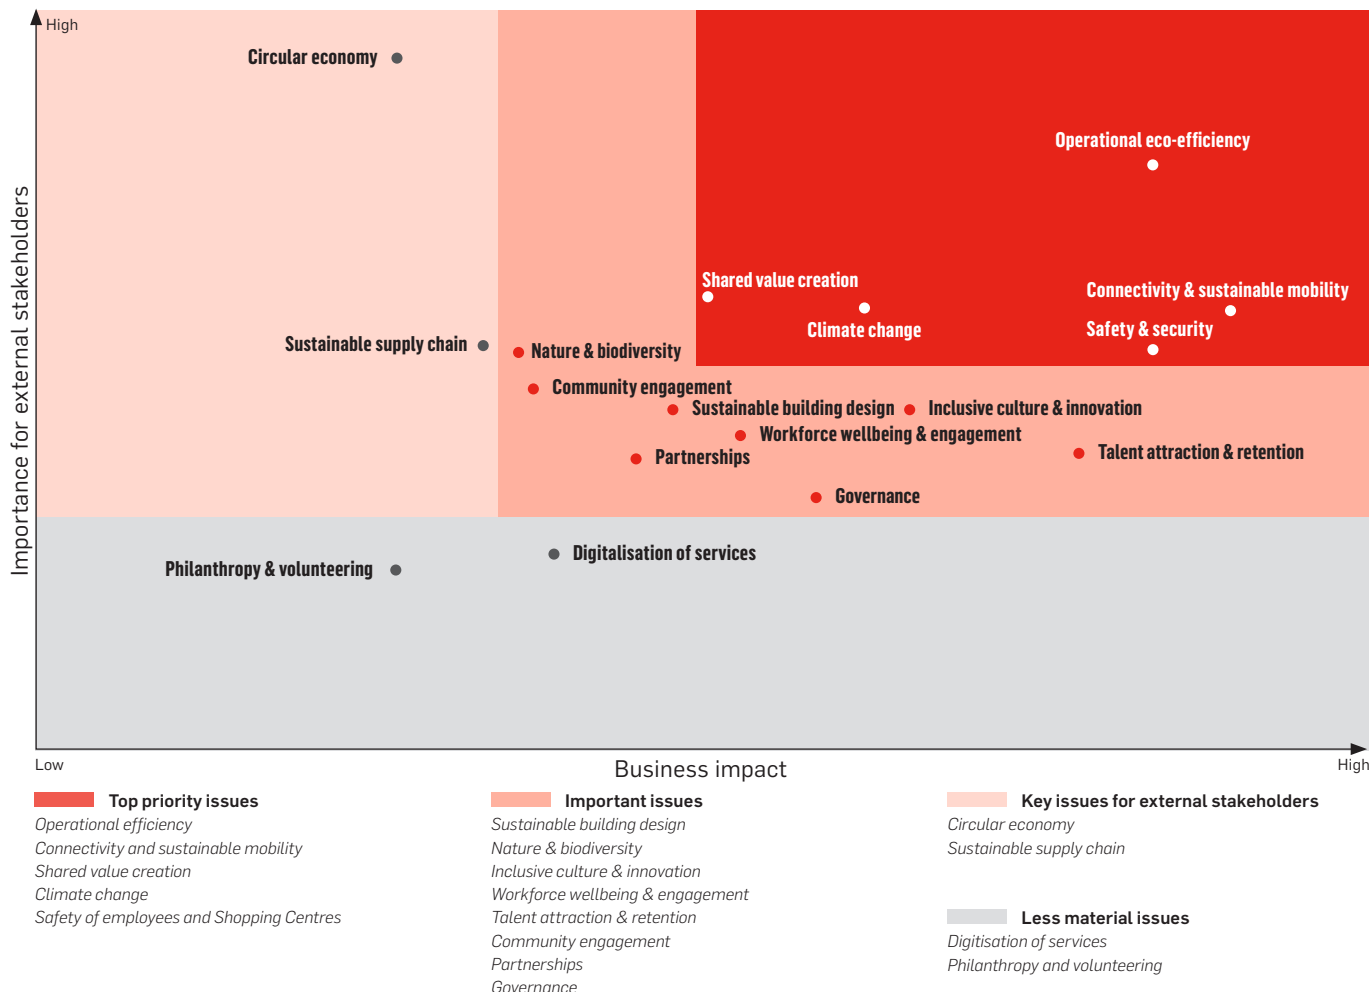 High
Circular economy
Operational eco-efficiency
Shared value creation
Connectivity & sustainable mobility
Climate change
Safety & security
Sustainable supply chain
Nature & biodiversity
Community engagement
Sustainable building design
Inclusive culture & innovation
Workforce wellbeing & engagement
Partnerships
Talent attraction & retention
Governance
Digitalisation of services
Philanthropy & volunteering
Importance for external stakeholders
Low
Business impact
High
Top priority issues
Operational efficiency
Connectivity and sustainable mobility
Shared value creation
Climate change
Safety of employees and Shopping Centres
Important issues
Sustainable building design
Nature & biodiversity
Inclusive culture & innovation
Workforce wellbeing & engagement
Talent attraction & retention
Community engagement
Partnerships
Governance
Key issues for external stakeholders
Circular economy
Sustainable supply chain
Less material issues
Digitisation of services
Philanthropy and volunteering